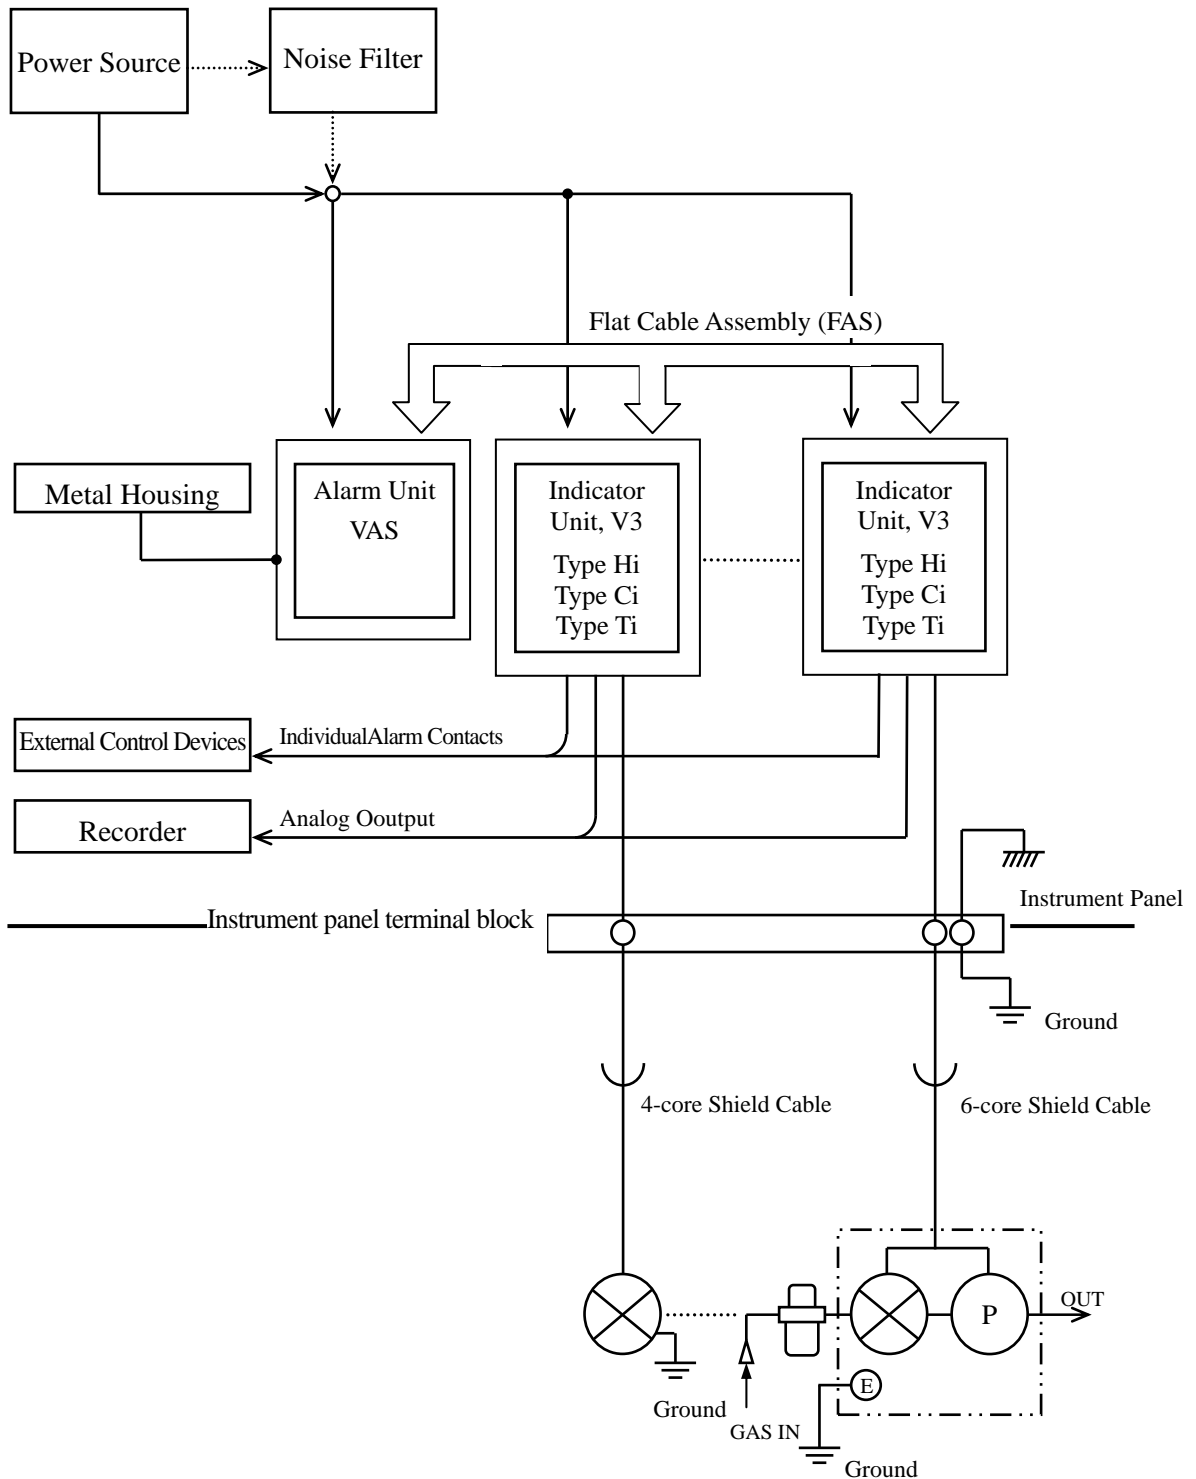 Power Source
Noise Filter
Flat Cable Assembly (FAS)
Metal Housing
Alarm Unit
VAS
Indicator
Unit, V3
Type Hi
Type Ci
Type Ti
Indicator
Unit, V3
Type Hi
Type Ci
Type Ti
External Control Devices
IndividualAlarm Contacts
Recorder
Analog Ooutput
Instrument Panel
Instrument panel terminal block
Ground
4-core Shield Cable
6-core Shield Cable
OUT
P
E
Ground
GAS IN
Ground